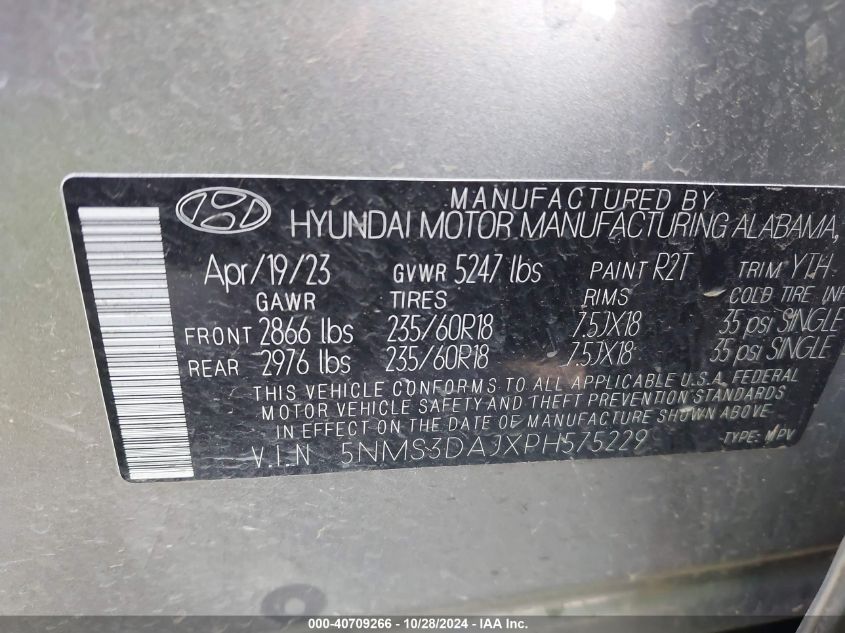 MANUFACTURED BY
HYUNDAI MOTOR MANUFACTURING ALABAMA,
Apr/19/23 GVWR 5247 lbs PAINT R2T TRIM YTH
GAWR TIRES RIMS COLD TIRE INF
FRONT 2866 lbs 235/60R18 7.5JX18 35 psi SINGLE
REAR 2976 lbs 235/60R18 7.5JX18 35 psi SINGLE
THIS VEHICLE CONFORMS TO ALL APPLICABLE U.S.A. FEDERAL
MOTOR VEHICLE SAFETY AND THEFT PREVENTION STANDARDS
IN EFFECT ON THE DATE OF MANUFACTURE SHOWN ABOVE.
V.I.N 5NMS3DAJXPH575229 TYPE: MPV
000-40709266 - 10/28/2024 - IAA Inc.